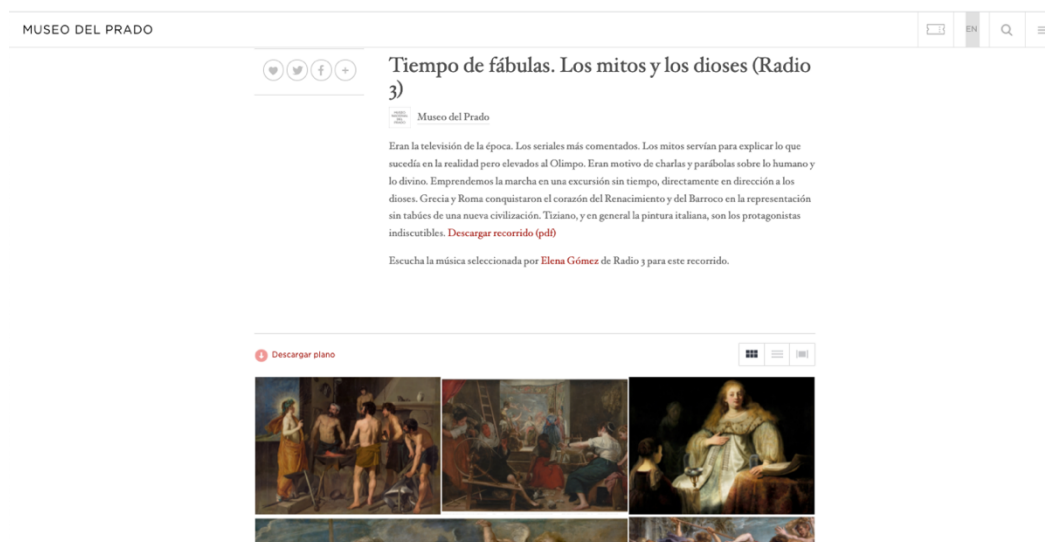 MUSEO DEL PRADO
EN
Tiempo de fábulas. Los mitos y los dioses (Radio
3)
Museo del Prado
Eran la televisión de la época. Los seriales más comentados. Los mitos servían para explicar lo que
sucedía en la realidad pero elevados al Olimpo. Eran motivo de charlas y parábolas sobre lo humano y
lo divino. Emprendemos la marcha en una excursión sin tiempo, directamente en dirección a los
dioses. Grecia y Roma conquistaron el corazón del Renacimiento y del Barroco en la representación
sin tabúes de una nueva civilización. Tiziano, y en general la pintura italiana, son los protagonistas
indiscutibles. Descargar recorrido (pdf)
Escucha la música seleccionada por Elena Gómez de Radio 3 para este recorrido.
Descargar plano